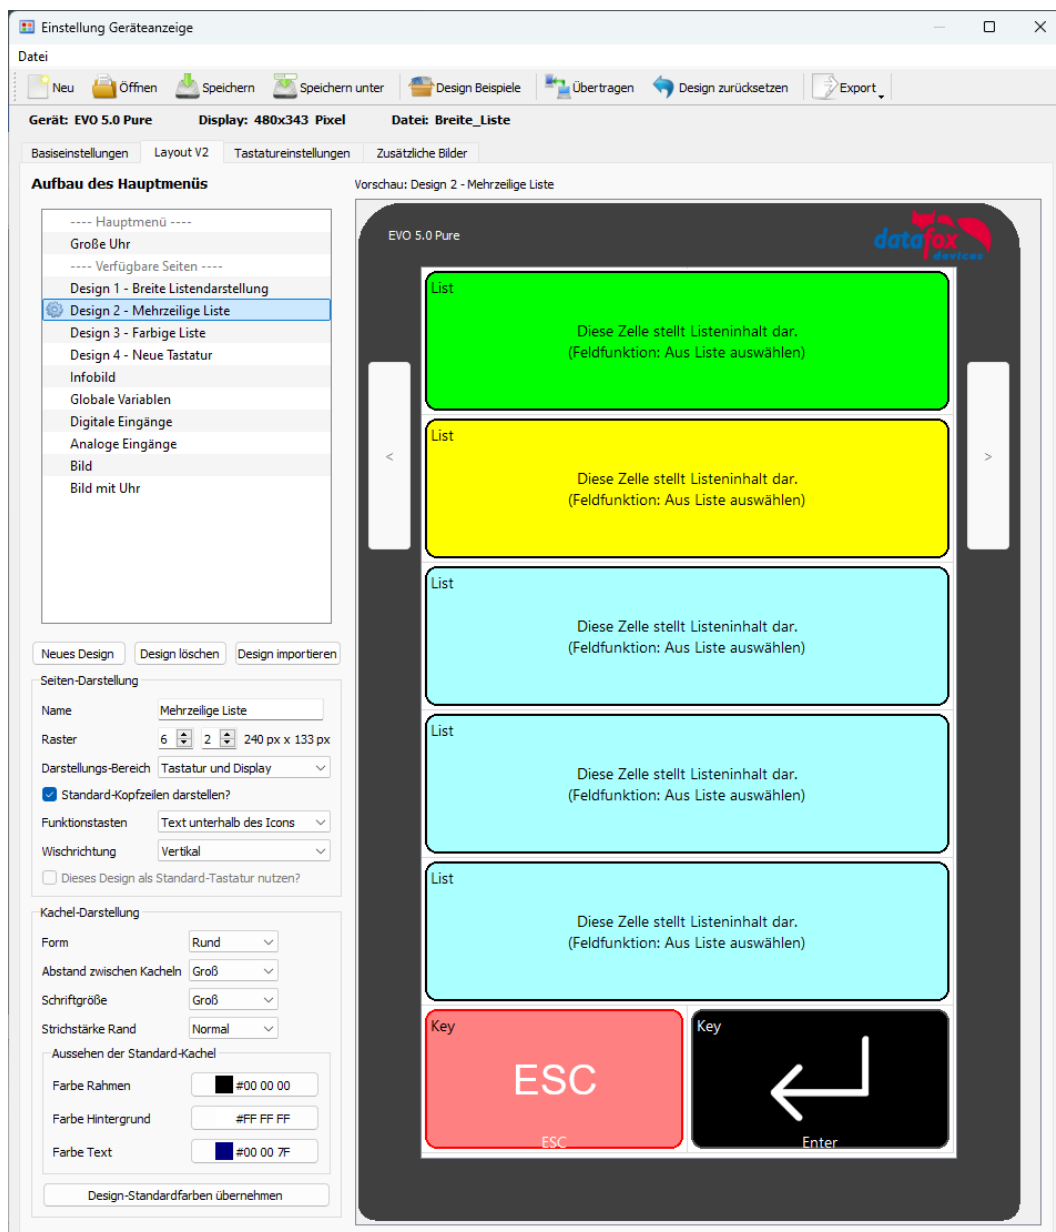 Einstellung Geräteanzeige
Datei
Neu Öffnen Speichern Speichern unter Design Beispiele Übertragen Design zurücksetzen Export
Gerät: EVO 5.0 Pure Display: 480x343 Pixel Datei: Breite_Liste
Basiseinstellungen Layout V2 Tastatureinstellungen Zusätzliche Bilder
Aufbau des Hauptmenüs
---- Hauptmenü ----
Große Uhr
---- Verfügbare Seiten ----
Design 1 - Breite Listendarstellung
Design 2 - Mehrzeilige Liste
Design 3 - Farbige Liste
Design 4 - Neue Tastatur
Infobild
Globale Variablen
Digitale Eingänge
Analoge Eingänge
Bild
Bild mit Uhr
Neues Design Design löschen Design importieren
Seiten-Darstellung
Name Mehrzeilige Liste
Raster 6 2 240 px x 133 px
Darstellungs-Bereich Tastatur und Display
Standard-Kopfzeilen darstellen?
Funktionstasten Text unterhalb des Icons
Wischrichtung Vertikal
Dieses Design als Standard-Tastatur nutzen?
Kachel-Darstellung
Form Rund
Abstand zwischen Kacheln Groß
Schriftgröße Groß
Strichstärke Rand Normal
Aussehen der Standard-Kachel
Farbe Rahmen #00 00 00
Farbe Hintergrund #FF FF FF
Farbe Text #00 00 7F
Design-Standardfarben übernehmen
Vorschau: Design 2 - Mehrzeilige Liste
EVO 5.0 Pure
datafox
devices
<
>
List
Diese Zelle stellt Listeninhalt dar.
(Feldfunktion: Aus Liste auswählen)
List
Diese Zelle stellt Listeninhalt dar.
(Feldfunktion: Aus Liste auswählen)
List
Diese Zelle stellt Listeninhalt dar.
(Feldfunktion: Aus Liste auswählen)
List
Diese Zelle stellt Listeninhalt dar.
(Feldfunktion: Aus Liste auswählen)
List
Diese Zelle stellt Listeninhalt dar.
(Feldfunktion: Aus Liste auswählen)
Key
ESC
ESC
Key
Enter